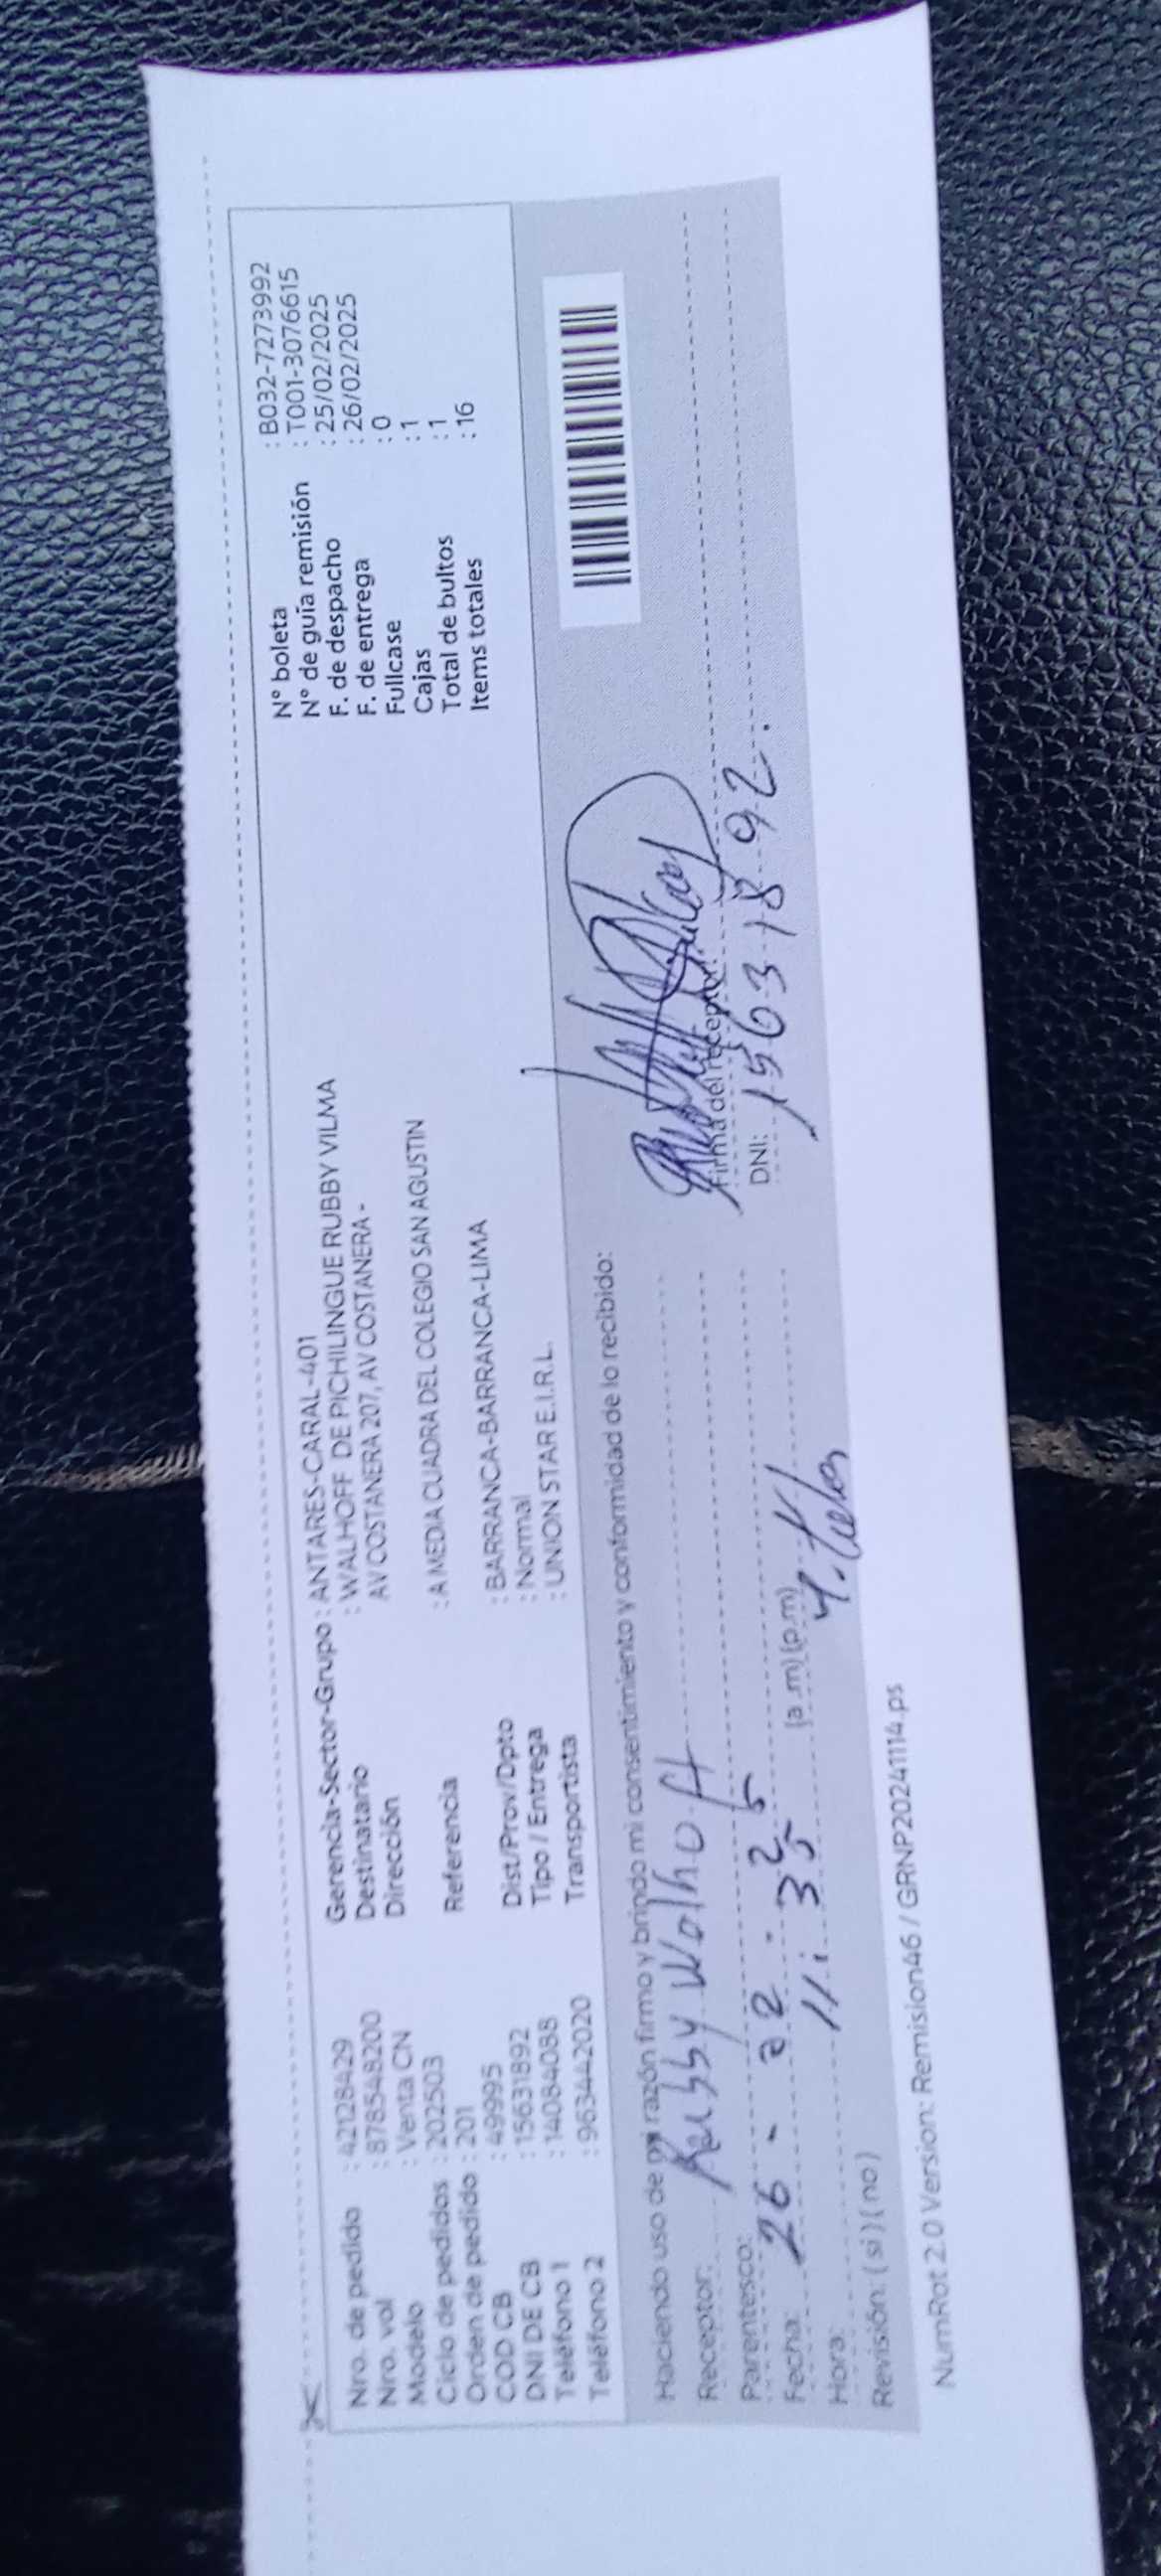 Nro. de pedido : 42128429
Nro. vol : 878548200
Modelo : Venta CN
Ciclo de pedidos : 202503
Orden de pedido : 201
COD CB : 49995
DNI DE CB : 15631892
Teléfono 1 : 14084088
Teléfono 2 : 963442020
Gerencia-Sector-Grupo : ANTARES-CARAL-401
Destinatario : WALHOFF DE PICHILINGUE RUBBY VILMA
Dirección AV COSTANERA 207, AV COSTANERA -
Referencia : A MEDIA CUADRA DEL COLEGIO SAN AGUSTIN
Dist/Prov/Dpto : BARRANCA-BARRANCA-LIMA
Tipo / Entrega : Normal
Transportista : UNION STAR E.I.R.L.
N° boleta : B032-7273992
N° de guía remisión : T001-3076615
F. de despacho : 25/02/2025
F. de entrega : 26/02/2025
Fullcase : 0
Cajas : 1
Total de bultos : 1
Items totales : 16
Haciendo uso de mi razón firmo y brindo mi consentimiento y conformidad de lo recibido:
Receptor: Rubby Walhoff
Parentesco:
Fecha: 26 - 02 - 25
Hora: 11:35 (a.m) (p.m)
Revisión: ( si ) ( no )
Firma del receptor:
DNI: 15631892.
NumRot 2.0 Version: Remision46 / GRNP20241114.ps